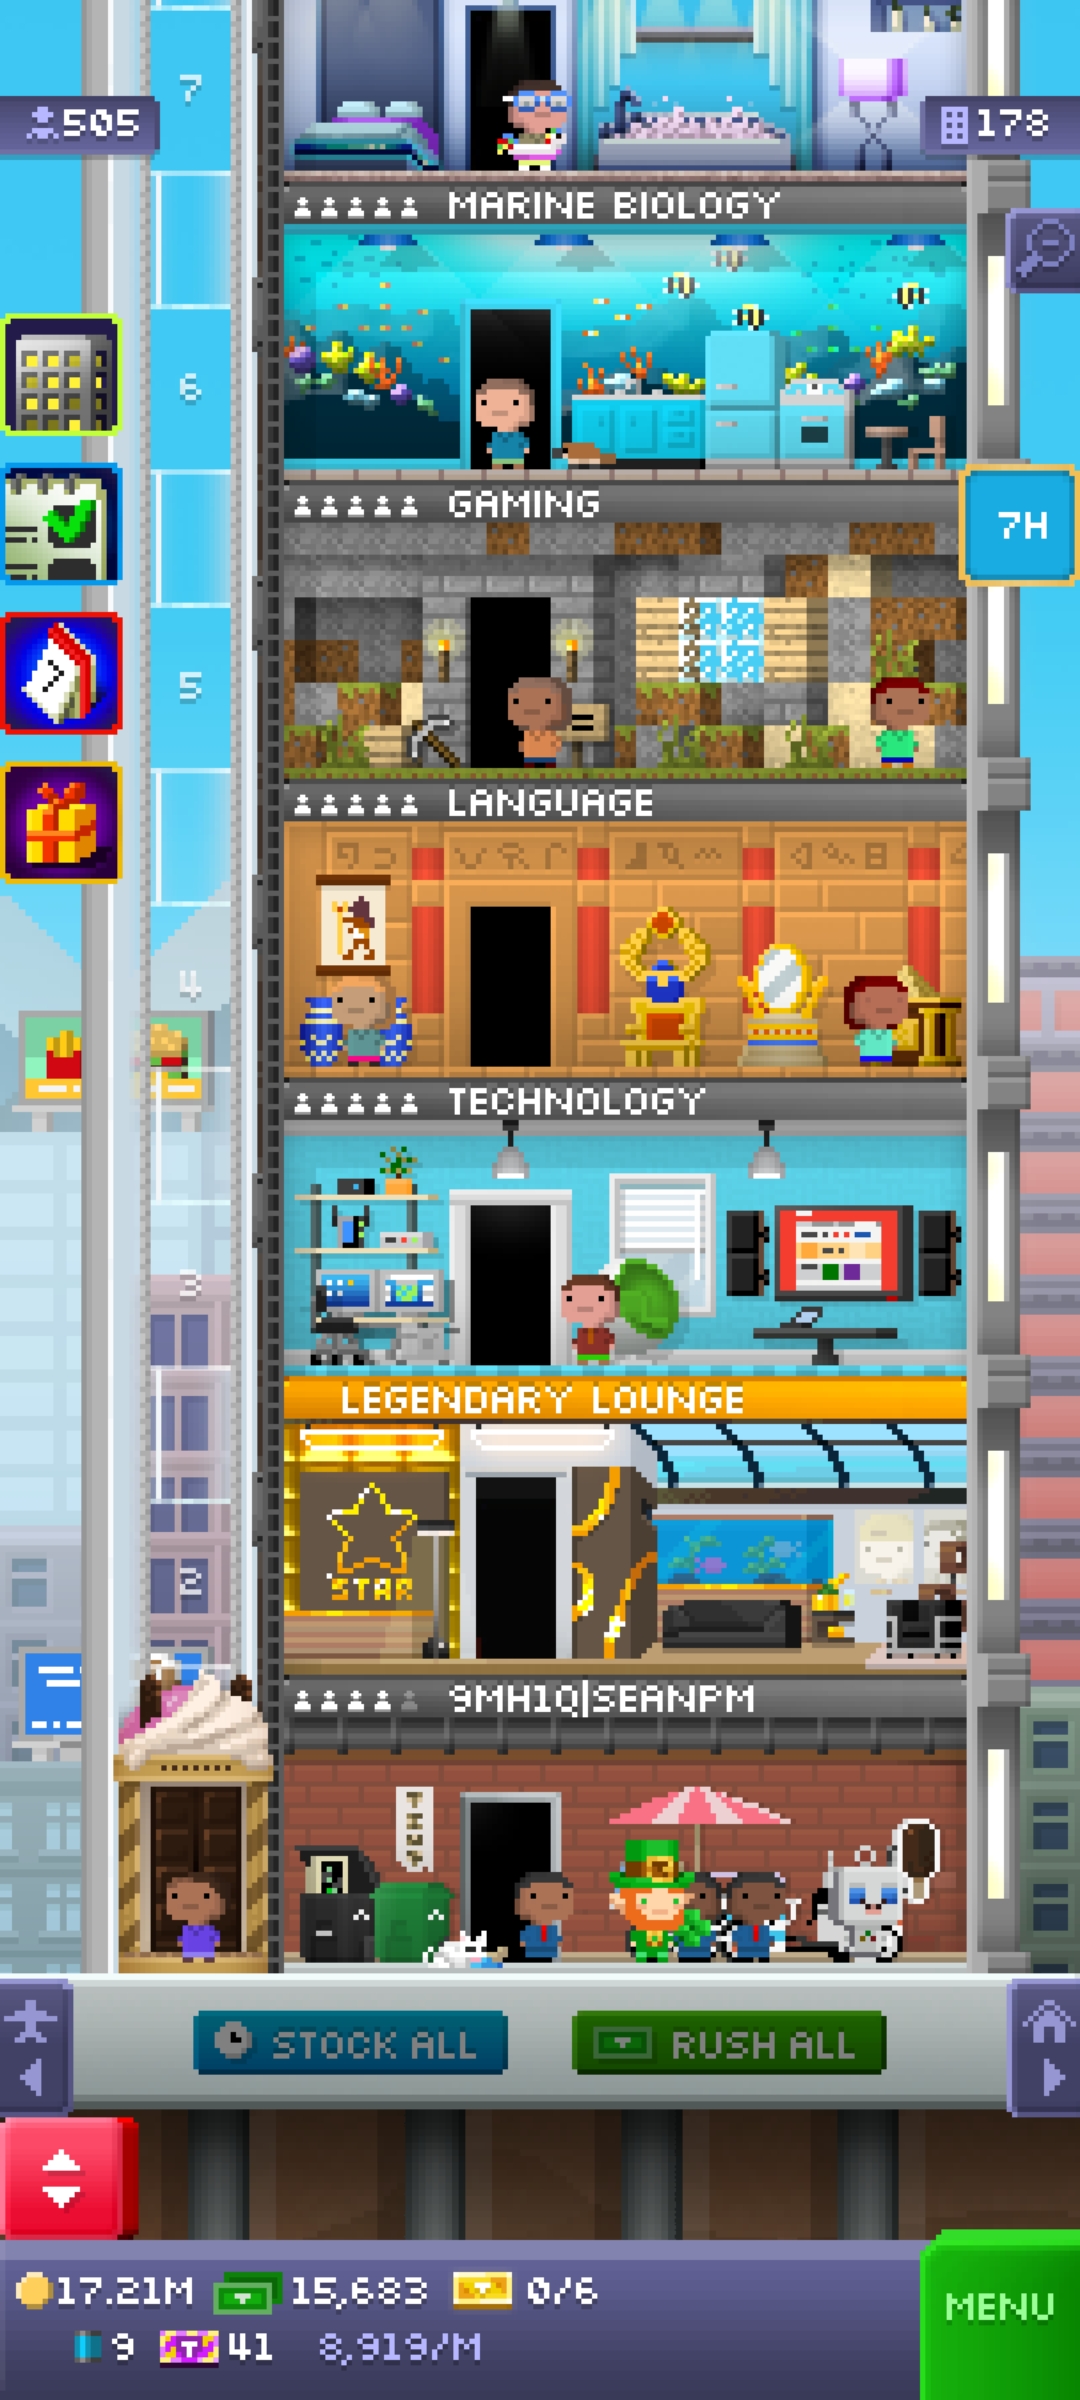 7
505
178
MARINE BIOLOGY
6
GAMING
7H
5
LANGUAGE
4
TECHNOLOGY
3
LEGENDARY LOUNGE
STAR
2
9MH1Q|SEANPM
STOCK ALL
RUSH ALL
17.21M
15,683
0/6
MENU
9
41
8,919/M